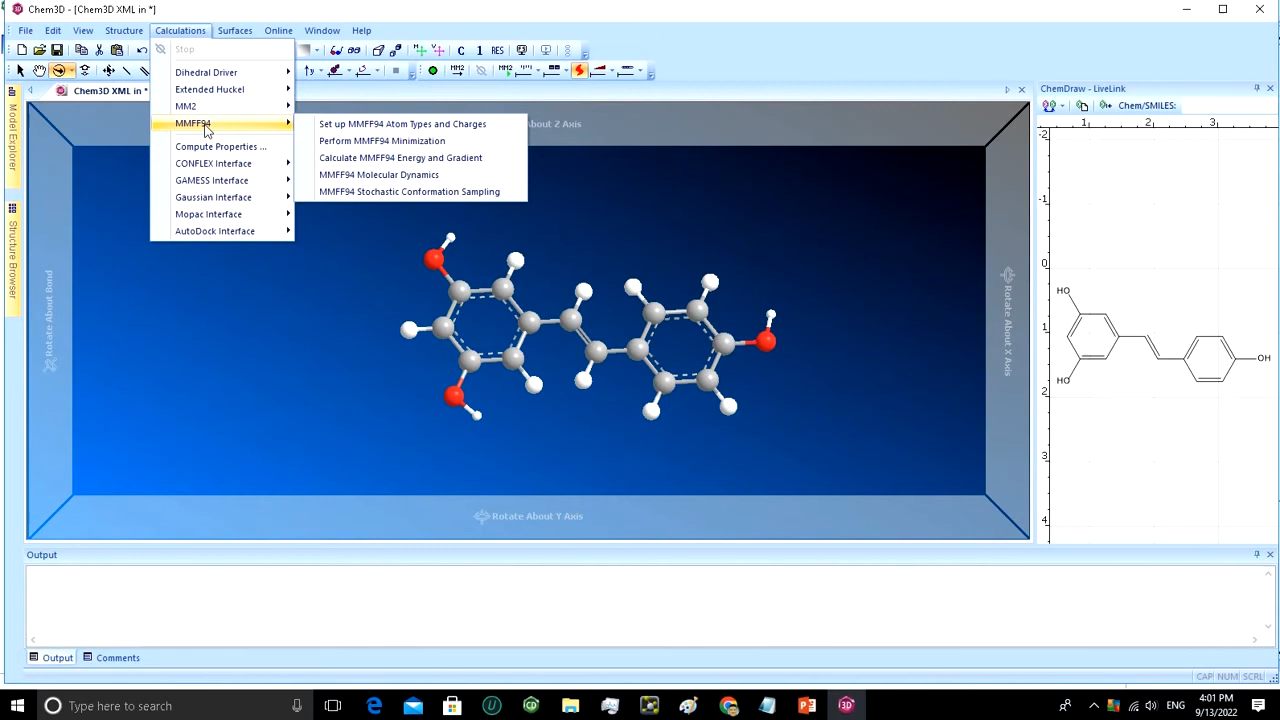 Chem3D - [Chem3D XML in *]
File Edit View Structure Calculations Surfaces Online Window Help
C 1 RES
Stop
Dihedral Driver
Extended Huckel
MM2
MMFF94
Compute Properties ...
CONFLEX Interface
GAMESS Interface
Gaussian Interface
Mopac Interface
AutoDock Interface
Set up MMFF94 Atom Types and Charges
Perform MMFF94 Minimization
Calculate MMFF94 Energy and Gradient
MMFF94 Molecular Dynamics
MMFF94 Stochastic Conformation Sampling
MM2
Chem3D XML in *
Model Explorer
Structure Browser
bout Z Axis
Rotate About Bond
Rotate About X Axis
Rotate About Y Axis
ChemDraw - LiveLink
Chem/SMILES:
1 2 3
-2
-1
0
1
2
3
4
HO
OH
HO
Output
Output Comments
CAP NUM SCRL
Type here to search
ENG
4:01 PM
9/13/2022